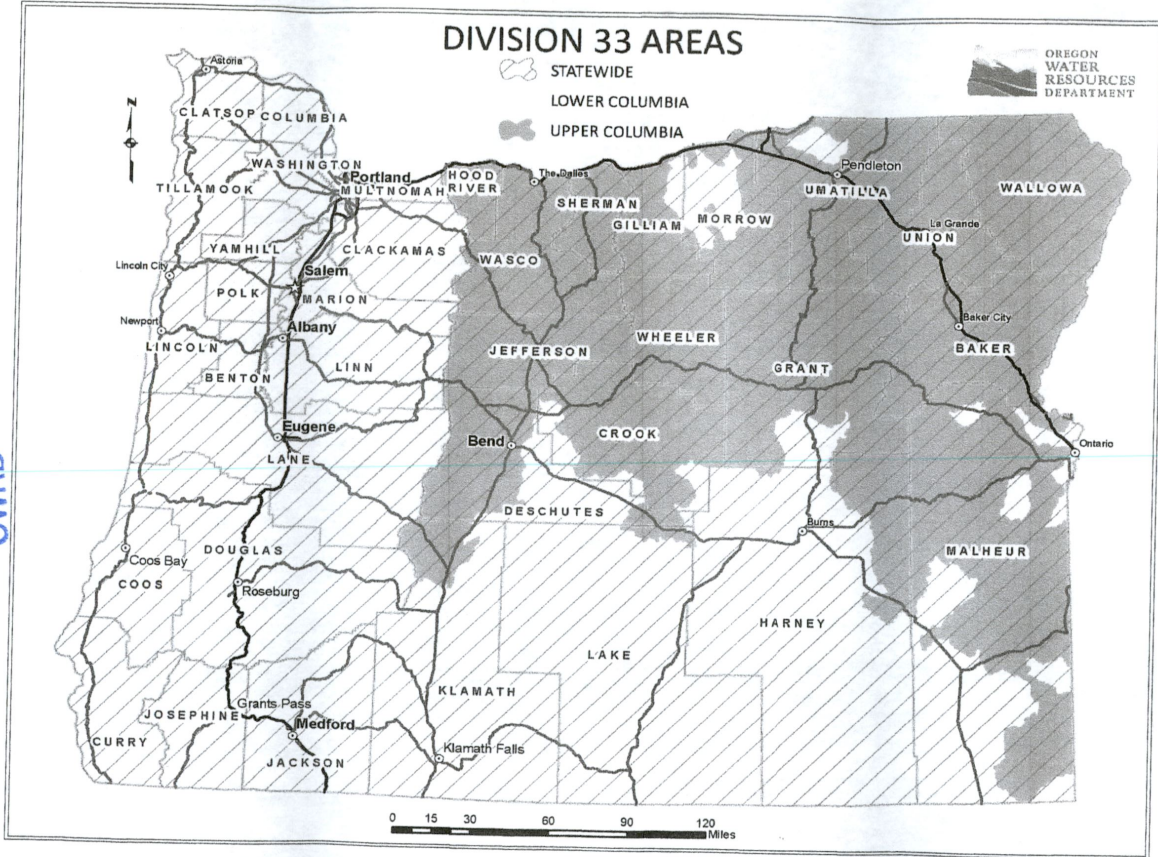 DIVISION 33 AREAS
STATEWIDE
LOWER COLUMBIA
UPPER COLUMBIA
OREGON
WATER
RESOURCES
DEPARTMENT
N
Astoria
CLATSOP
COLUMBIA
WASHINGTON
Portland
MULTNOMAH
HOOD
RIVER
The Dalles
Pendleton
TILLAMOOK
SHERMAN
UMATILLA
WALLOWA
GILLIAM
MORROW
La Grande
UNION
YAMHILL
CLACKAMAS
WASCO
Lincoln City
Salem
POLK
MARION
Newport
Albany
Baker City
LINCOLN
JEFFERSON
WHEELER
BAKER
LINN
BENTON
GRANT
Eugene
Bend
CROOK
Ontario
LANE
DESCHUTES
Burns
DOUGLAS
MALHEUR
Coos Bay
COOS
Roseburg
HARNEY
LAKE
KLAMATH
Grants Pass
JOSEPHINE
Medford
CURRY
Klamath Falls
JACKSON
0 15 30 60 90 120
Miles